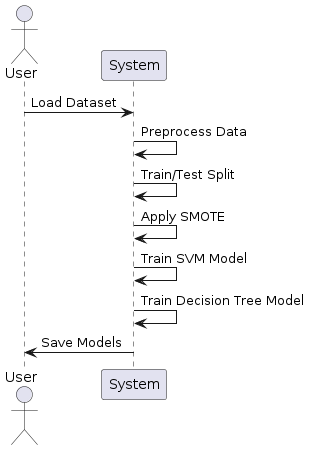 User
System
Load Dataset
Preprocess Data
Train/Test Split
Apply SMOTE
Train SVM Model
Train Decision Tree Model
Save Models
User
System